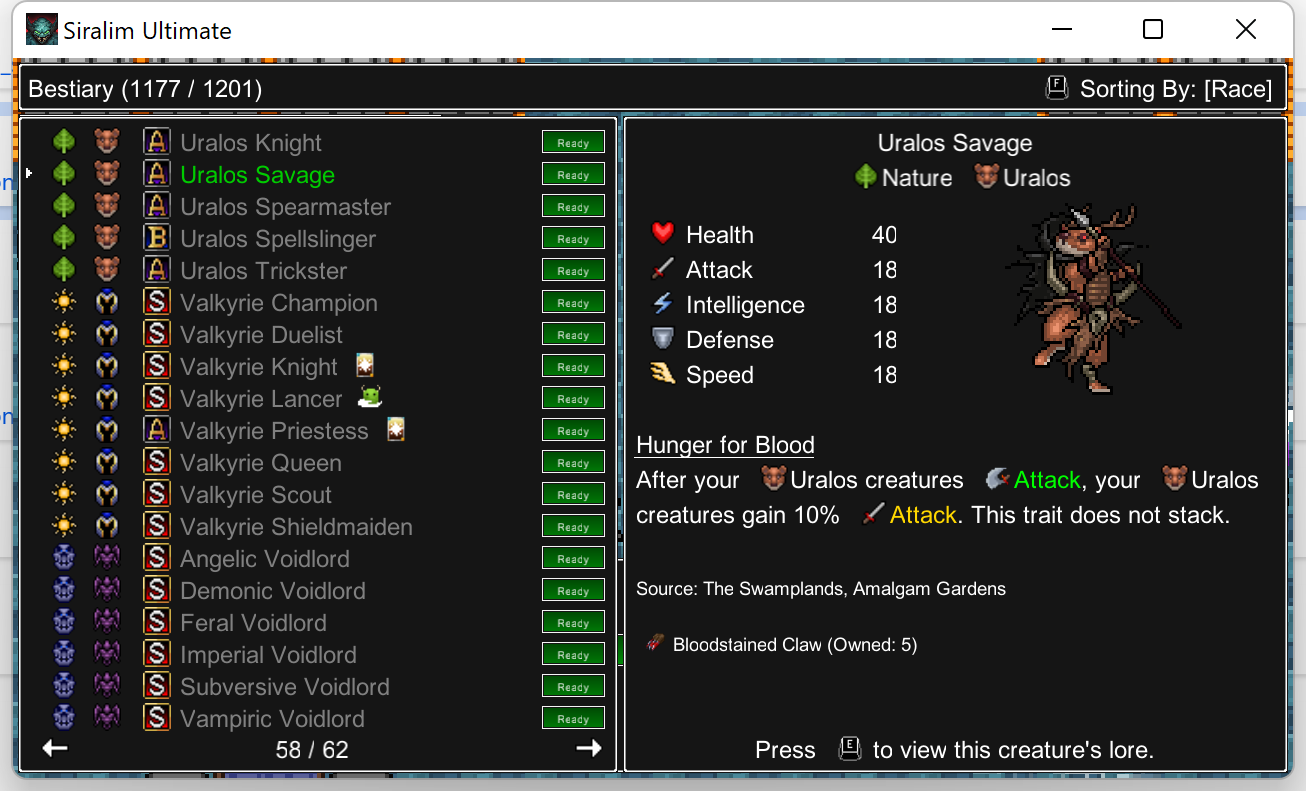 Siralim Ultimate
Bestiary (1177 / 1201)
F Sorting By: [Race]
A Uralos Knight Ready
A Uralos Savage Ready
A Uralos Spearmaster Ready
B Uralos Spellslinger Ready
A Uralos Trickster Ready
S Valkyrie Champion Ready
S Valkyrie Duelist Ready
S Valkyrie Knight Ready
S Valkyrie Lancer Ready
A Valkyrie Priestess Ready
S Valkyrie Queen Ready
S Valkyrie Scout Ready
S Valkyrie Shieldmaiden Ready
S Angelic Voidlord Ready
S Demonic Voidlord Ready
S Feral Voidlord Ready
S Imperial Voidlord Ready
S Subversive Voidlord Ready
S Vampiric Voidlord Ready
58 / 62
Uralos Savage
Nature Uralos
Health 40
Attack 18
Intelligence 18
Defense 18
Speed 18
Hunger for Blood
After your Uralos creatures Attack, your Uralos
creatures gain 10% Attack. This trait does not stack.
Source: The Swamplands, Amalgam Gardens
Bloodstained Claw (Owned: 5)
Press E to view this creature's lore.